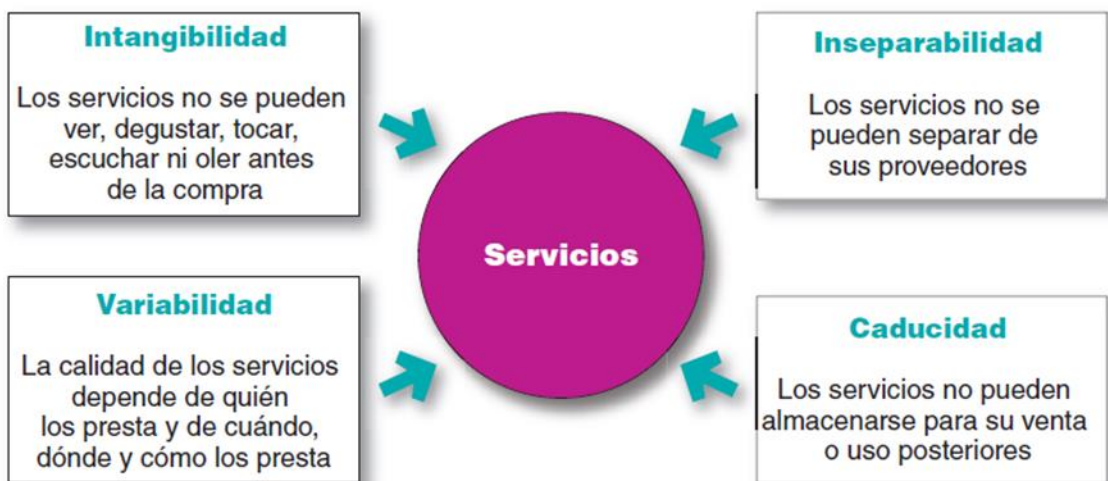 Intangibilidad
Los servicios no se pueden
ver, degustar, tocar,
escuchar ni oler antes
de la compra
Inseparabilidad
Los servicios no se
pueden separar de
sus proveedores
Servicios
Variabilidad
La calidad de los servicios
depende de quién
los presta y de cuándo,
dónde y cómo los presta
Caducidad
Los servicios no pueden
almacenarse para su venta
o uso posteriores